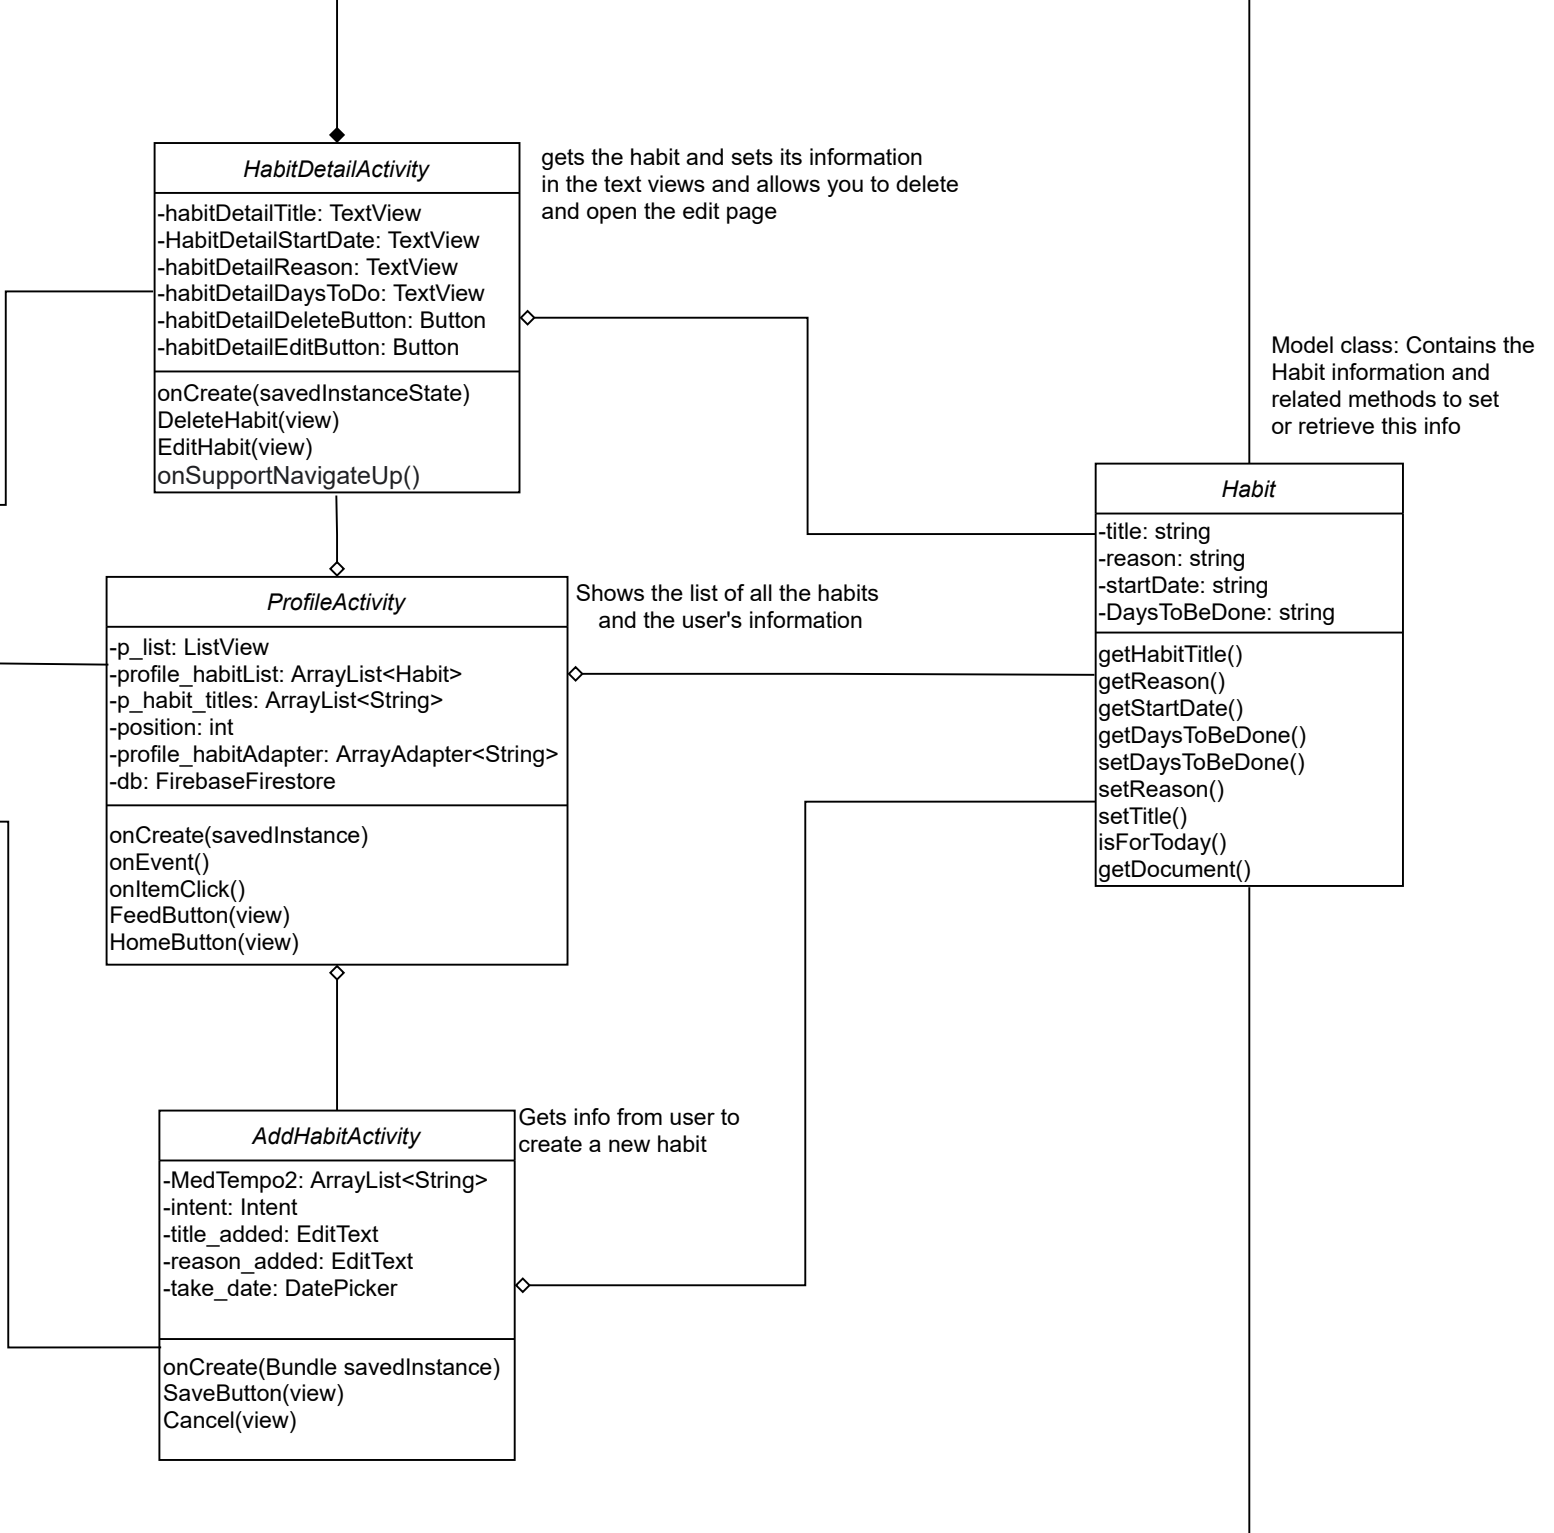 HabitDetailActivity
-habitDetailTitle: TextView
-HabitDetailStartDate: TextView
-habitDetailReason: TextView
-habitDetailDaysToDo: TextView
-habitDetailDeleteButton: Button
-habitDetailEditButton: Button
onCreate(savedInstanceState)
DeleteHabit(view)
EditHabit(view)
onSupportNavigateUp()
gets the habit and sets its information
in the text views and allows you to delete
and open the edit page
Model class: Contains the
Habit information and
related methods to set
or retrieve this info
Habit
-title: string
-reason: string
-startDate: string
-DaysToBeDone: string
getHabitTitle()
getReason()
getStartDate()
getDaysToBeDone()
setDaysToBeDone()
setReason()
setTitle()
isForToday()
getDocument()
ProfileActivity
-p_list: ListView
-profile_habitList: ArrayList<Habit>
-p_habit_titles: ArrayList<String>
-position: int
-profile_habitAdapter: ArrayAdapter<String>
-db: FirebaseFirestore
onCreate(savedInstance)
onEvent()
onItemClick()
FeedButton(view)
HomeButton(view)
Shows the list of all the habits
and the user's information
AddHabitActivity
-MedTempo2: ArrayList<String>
-intent: Intent
-title_added: EditText
-reason_added: EditText
-take_date: DatePicker
onCreate(Bundle savedInstance)
SaveButton(view)
Cancel(view)
Gets info from user to
create a new habit